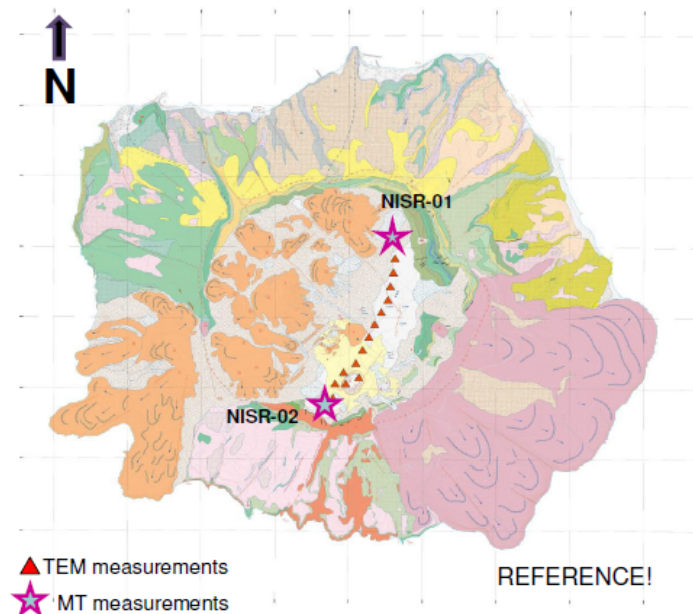 N
NISR-01
NISR-02
TEM measurements
REFERENCE!
MT measurements